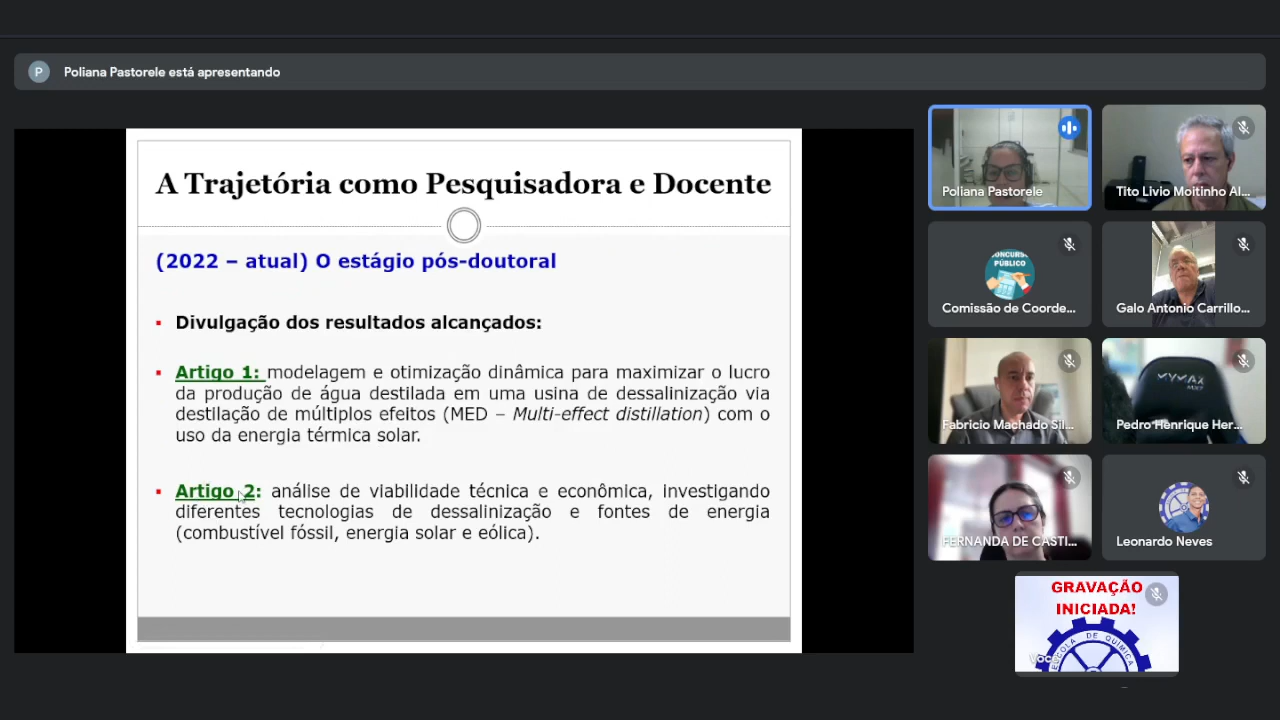 P
Poliana Pastorele está apresentando
A Trajetória como Pesquisadora e Docente
(2022 – atual) O estágio pós-doutoral
▪ Divulgação dos resultados alcançados:
▪ Artigo 1: modelagem e otimização dinâmica para maximizar o lucro
da produção de água destilada em uma usina de dessalinização via
destilação de múltiplos efeitos (MED – Multi-effect distillation) com o
uso da energia térmica solar.
▪ Artigo 2: análise de viabilidade técnica e econômica, investigando
diferentes tecnologias de dessalinização e fontes de energia
(combustível fóssil, energia solar e eólica).
Poliana Pastorele
Tito Livio Moitinho Al...
CONCURSO
PÚBLICO
Comissão de Coorde...
Galo Antonio Carrillo...
Fabricio Machado Sil...
MYMAX
Pedro Henrique Her...
FERNANDA DE CASTI...
Leonardo Neves
GRAVAÇÃO
INICIADA!
ESCOLA DE QUÍMICA
Você